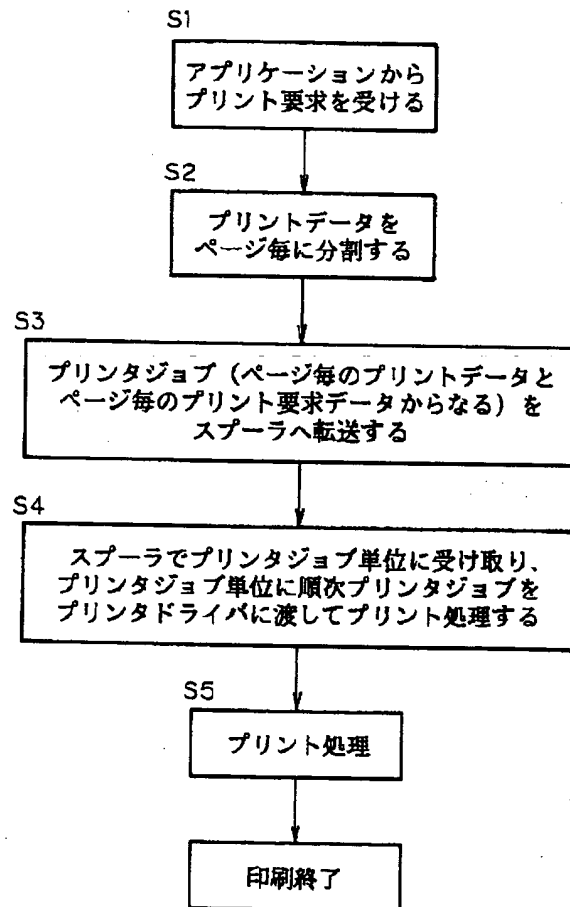 S1
アプリケーションから
プリント要求を受ける
S2
プリントデータを
ページ毎に分割する
S3
プリンタジョブ（ページ毎のプリントデータと
ページ毎のプリント要求データからなる）を
スプーラへ転送する
S4
スプーラでプリンタジョブ単位に受け取り、
プリンタジョブ単位に順次プリンタジョブを
プリンタドライバに渡してプリント処理する
S5
プリント処理
印刷終了